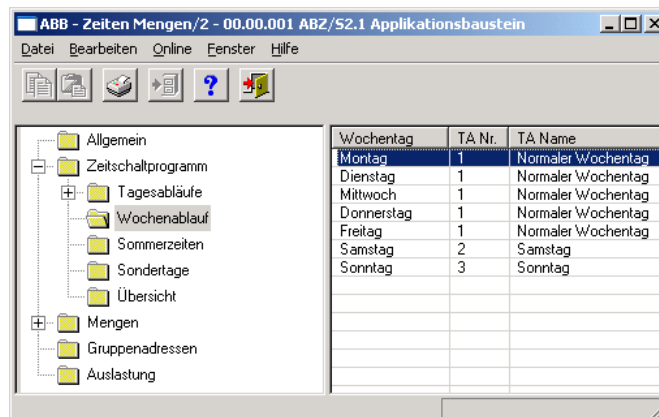 ABB - Zeiten Mengen/2 - 00.00.001 ABZ/S2.1 Applikationsbaustein
Datei Bearbeiten Online Fenster Hilfe
Allgemein
Zeitschaltprogramm
Tagesabläufe
Wochenablauf
Sommerzeiten
Sondertage
Übersicht
Mengen
Gruppenadressen
Auslastung
Wochentag TA Nr. TA Name
Montag 1 Normaler Wochentag
Dienstag 1 Normaler Wochentag
Mittwoch 1 Normaler Wochentag
Donnerstag 1 Normaler Wochentag
Freitag 1 Normaler Wochentag
Samstag 2 Samstag
Sonntag 3 Sonntag